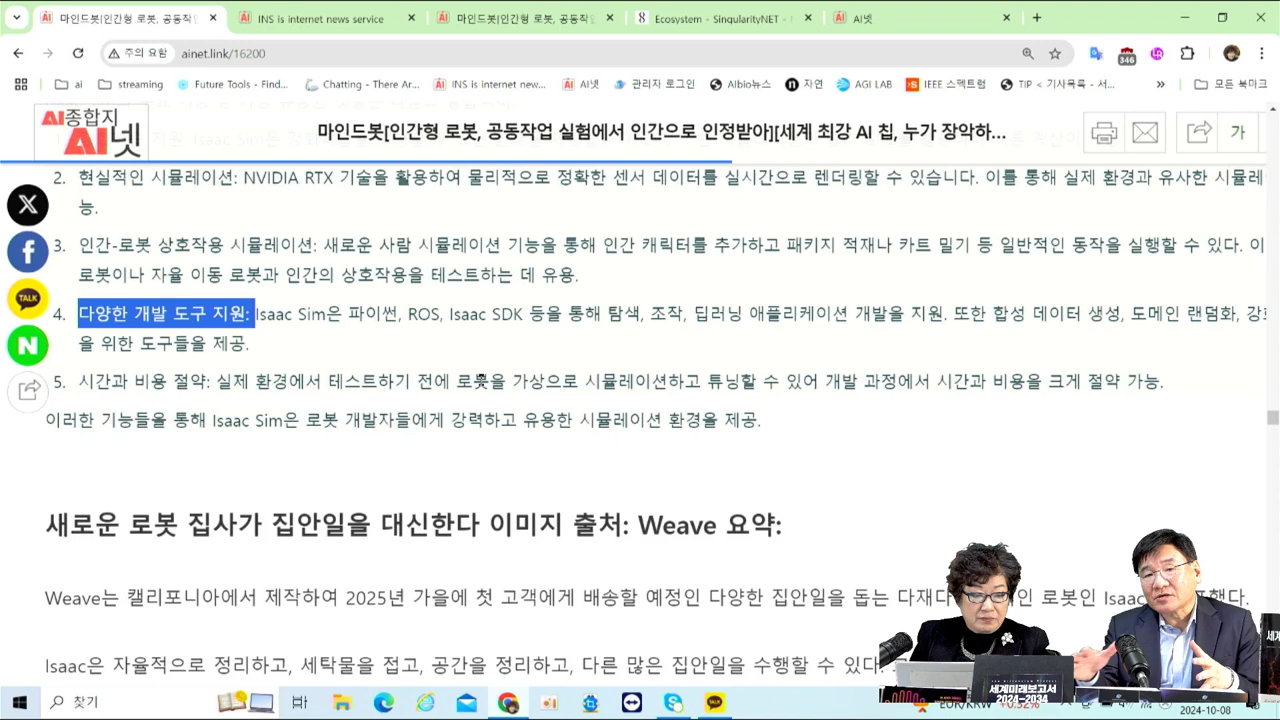 마인드봇[인간형 로봇, 공동작업
INS is internet news service
마인드봇[인간형 로봇, 공동작업
Ecosystem - SingularityNET -
AI넷
주의 요함
ainet.link/16200
346
ai
streaming
Future Tools - Find...
Chatting - There Ar...
INS is internet new...
AI넷
관리자 로그인
Albio뉴스
자연
AGI LAB
IEEE 스펙트럼
TIP < 기사목록 - 서...
»
모든 북마크
AI종합지
AI넷
마인드봇[인간형 로봇, 공동작업 실험에서 인간으로 인정받아][세계 최강 AI 칩, 누가 장악하...
가
2. 현실적인 시뮬레이션: NVIDIA RTX 기술을 활용하여 물리적으로 정확한 센서 데이터를 실시간으로 렌더링할 수 있습니다. 이를 통해 실제 환경과 유사한 시뮬레
능.
3. 인간-로봇 상호작용 시뮬레이션: 새로운 사람 시뮬레이션 기능을 통해 인간 캐릭터를 추가하고 패키지 적재나 카트 밀기 등 일반적인 동작을 실행할 수 있다. 이
로봇이나 자율 이동 로봇과 인간의 상호작용을 테스트하는 데 유용.
TALK
4. 다양한 개발 도구 지원: Isaac Sim은 파이썬, ROS, Isaac SDK 등을 통해 탐색, 조작, 딥러닝 애플리케이션 개발을 지원. 또한 합성 데이터 생성, 도메인 랜덤화, 강
을 위한 도구들을 제공.
N
5. 시간과 비용 절약: 실제 환경에서 테스트하기 전에 로봇을 가상으로 시뮬레이션하고 튜닝할 수 있어 개발 과정에서 시간과 비용을 크게 절약 가능.
이러한 기능들을 통해 Isaac Sim은 로봇 개발자들에게 강력하고 유용한 시뮬레이션 환경을 제공.
새로운 로봇 집사가 집안일을 대신한다 이미지 출처: Weave 요약:
Weave는 캘리포니아에서 제작하여 2025년 가을에 첫 고객에게 배송할 예정인 다양한 집안일을 돕는 다재다 인 로봇인 Isaac 했다.
Isaac은 자율적으로 정리하고, 세탁물을 접고, 공간을 정리하고, 다른 많은 집안일을 수행할 수 있다.
세계미래보고서
2024-2034
찾기
TALK
EUR/KRW +0.52%
2024-10-08